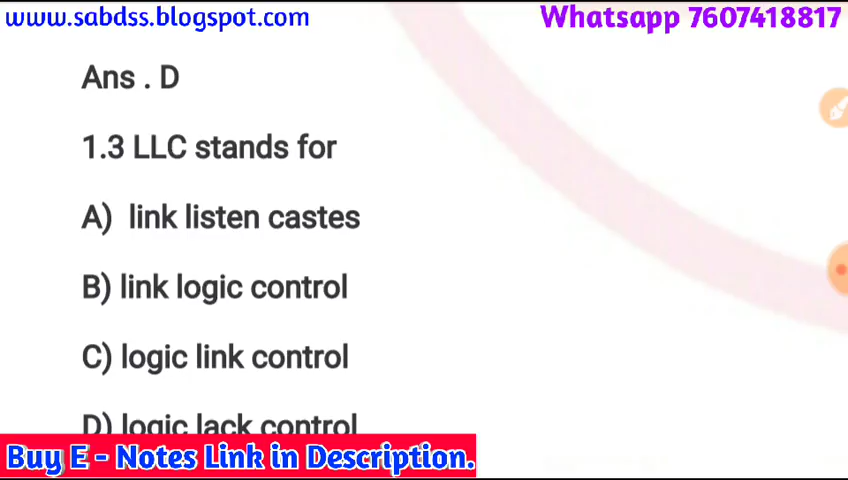 www.sabdss.blogspot.com
Whatsapp 7607418817
Ans . D
1.3 LLC stands for
A) link listen castes
B) link logic control
C) logic link control
D) logic lack control
Buy E - Notes Link in Description.